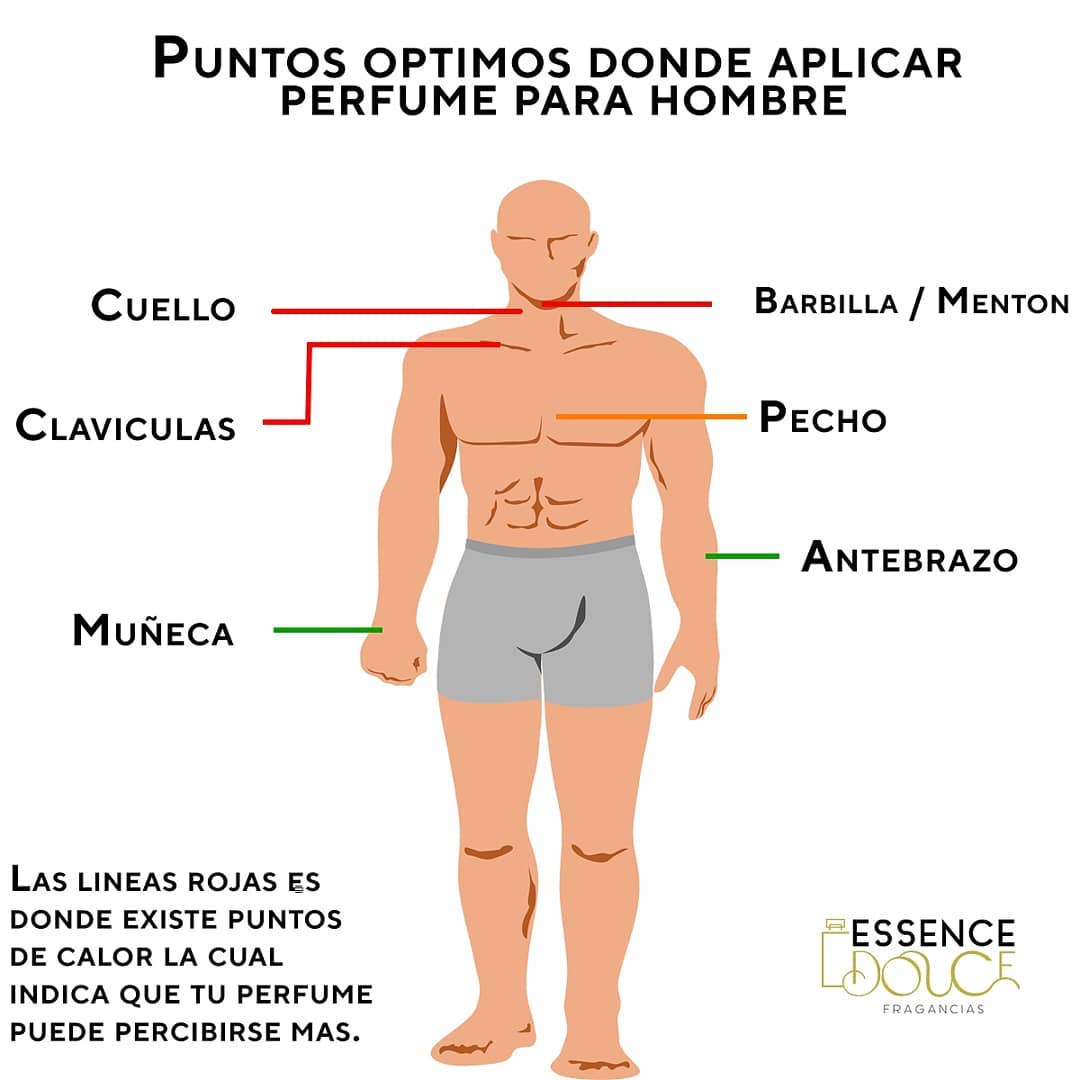 PUNTOS OPTIMOS DONDE APLICAR
PERFUME PARA HOMBRE
CUELLO
BARBILLA / MENTON
CLAVICULAS
PECHO
ANTEBRAZO
MUÑECA
LAS LINEAS ROJAS ES
DONDE EXISTE PUNTOS
DE CALOR LA CUAL
INDICA QUE TU PERFUME
PUEDE PERCIBIRSE MAS.
ESSENCE
DOUCE
FRAGANCIAS